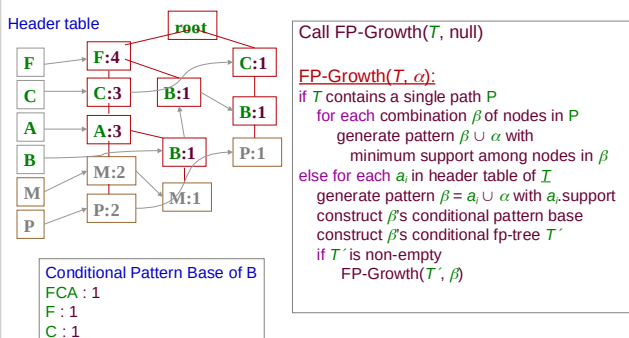 Header table
root
F
F:4
C:1
C
C:3
B:1
B:1
A
A:3
B
B:1
P:1
M
M:2
M:1
P
P:2
Conditional Pattern Base of B
FCA : 1
F : 1
C : 1
Call FP-Growth(T, null)
FP-Growth(T, α):
if T contains a single path P
for each combination β of nodes in P
generate pattern β ∪ α with
minimum support among nodes in β
else for each aᵢ in header table of T
generate pattern β = aᵢ ∪ α with aᵢ.support
construct β's conditional pattern base
construct β's conditional fp-tree T´
if T´ is non-empty
FP-Growth(T´, β)